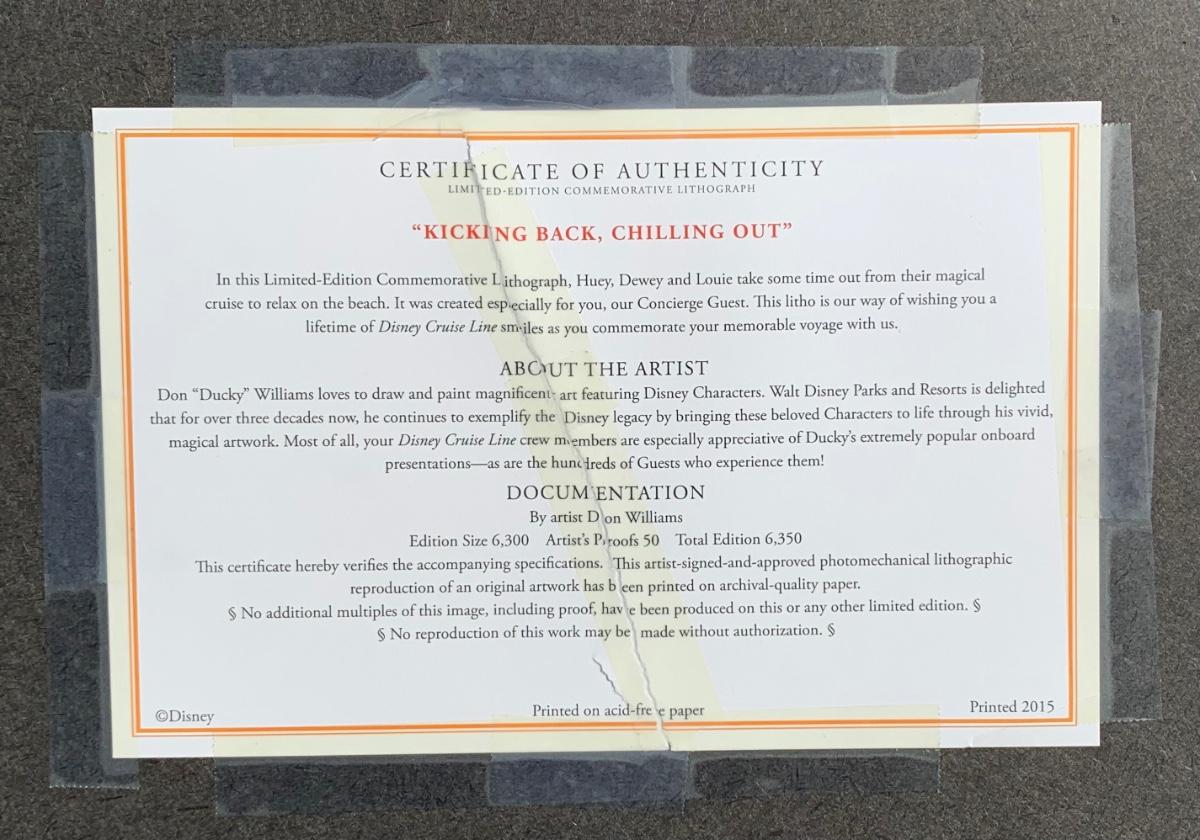 CERTIFICATE OF AUTHENTICITY
LIMITED-EDITION COMMEMORATIVE LITHOGRAPH
“KICKING BACK, CHILLING OUT”
In this Limited-Edition Commemorative Lithograph, Huey, Dewey and Louie take some time out from their magical
cruise to relax on the beach. It was created especially for you, our Concierge Guest. This litho is our way of wishing you a
lifetime of Disney Cruise Line smiles as you commemorate your memorable voyage with us.
ABOUT THE ARTIST
Don “Ducky” Williams loves to draw and paint magnificent art featuring Disney Characters. Walt Disney Parks and Resorts is delighted
that for over three decades now, he continues to exemplify the Disney legacy by bringing these beloved Characters to life through his vivid,
magical artwork. Most of all, your Disney Cruise Line crew members are especially appreciative of Ducky’s extremely popular onboard
presentations—as are the hundreds of Guests who experience them!
DOCUMENTATION
By artist Don Williams
Edition Size 6,300 Artist’s Proofs 50 Total Edition 6,350
This certificate hereby verifies the accompanying specifications. This artist-signed-and-approved photomechanical lithographic
reproduction of an original artwork has been printed on archival-quality paper.
§ No additional multiples of this image, including proof, have been produced on this or any other limited edition. §
§ No reproduction of this work may be made without authorization. §
©Disney Printed on acid-free paper Printed 2015